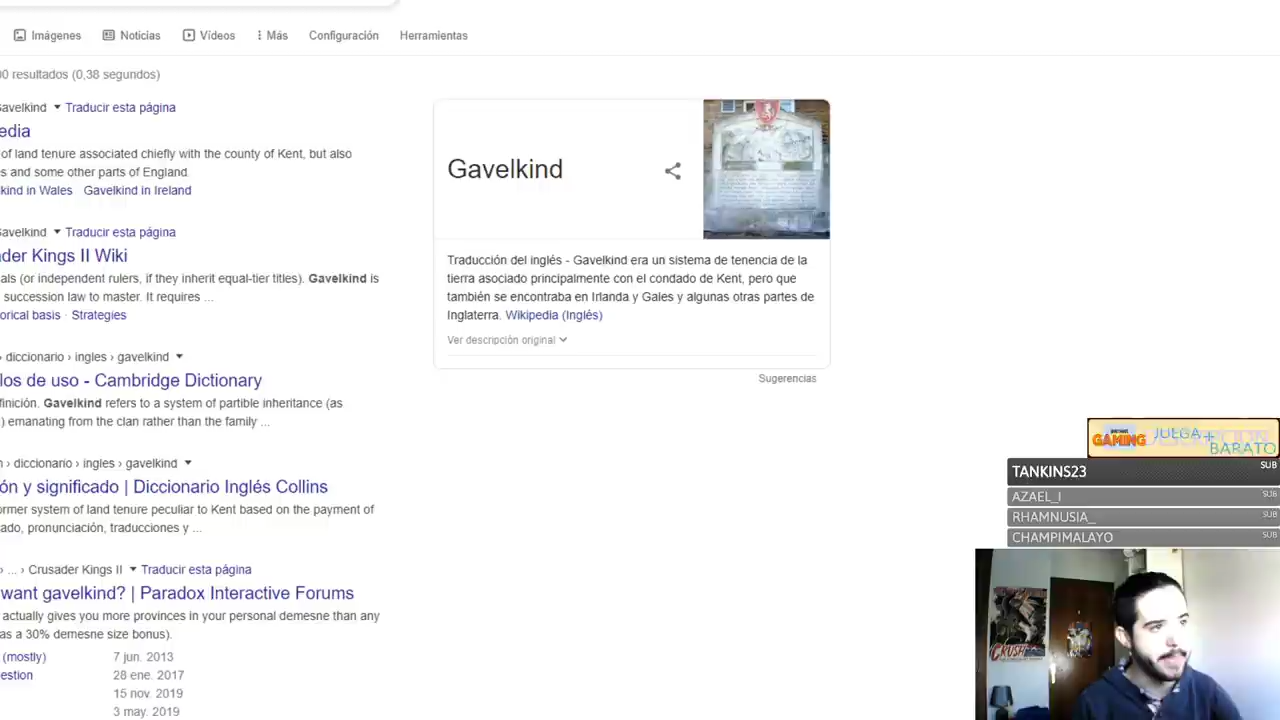 Imágenes Noticias Vídeos Más Configuración Herramientas
00 resultados (0,38 segundos)
Gavelkind Traducir esta página
edia
of land tenure associated chiefly with the county of Kent, but also
s and some other parts of England.
kind in Wales Gavelkind in Ireland
Gavelkind Traducir esta página
der Kings II Wiki
als (or independent rulers, if they inherit equal-tier titles). Gavelkind is
succession law to master. It requires ...
orical basis · Strategies
› diccionario › ingles › gavelkind
los de uso - Cambridge Dictionary
finición. Gavelkind refers to a system of partible inheritance (as
) emanating from the clan rather than the family ...
n › diccionario › ingles › gavelkind
ón y significado | Diccionario Inglés Collins
ormer system of land tenure peculiar to Kent based on the payment of
cado, pronunciación, traducciones y ...
› ... › Crusader Kings II Traducir esta página
want gavelkind? | Paradox Interactive Forums
actually gives you more provinces in your personal demesne than any
as a 30% demesne size bonus).
(mostly) 7 jun. 2013
estion 28 ene. 2017
15 nov. 2019
3 may. 2019
Gavelkind
Traducción del inglés - Gavelkind era un sistema de tenencia de la
tierra asociado principalmente con el condado de Kent, pero que
también se encontraba en Irlanda y Gales y algunas otras partes de
Inglaterra. Wikipedia (Inglés)
Ver descripción original
Sugerencias
GAMING JUEGA+
BARATO
TANKINS23 SUB
AZAEL_I SUB
RHAMNUSIA_ SUB
CHAMPIMALAYO SUB